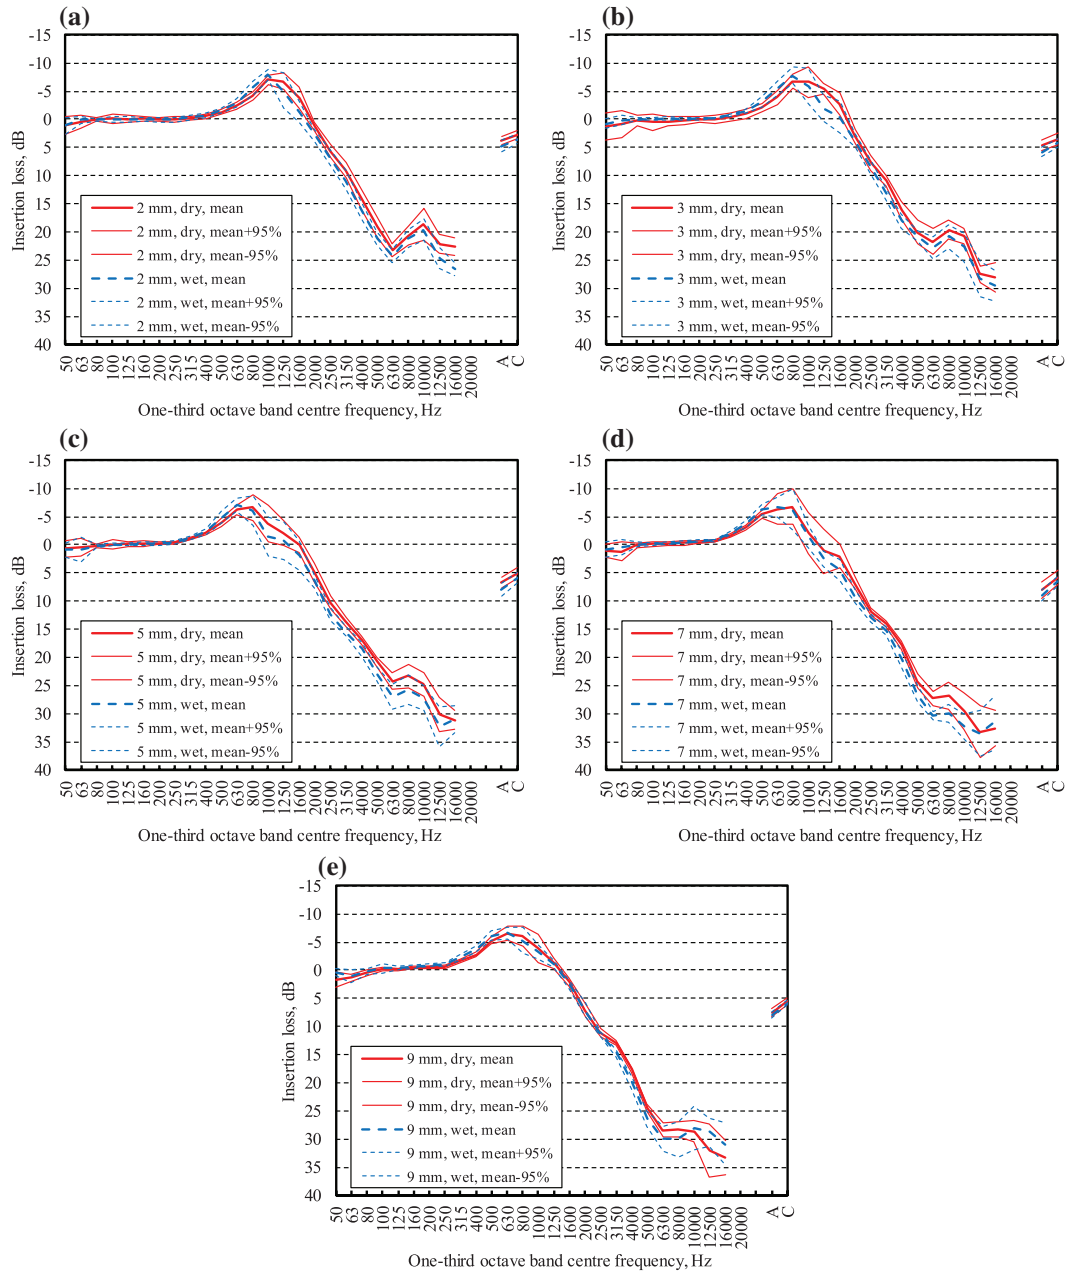 (a)
-15
-10
-5
0
5
10
15
20
25
30
35
40
Insertion loss, dB
2 mm, dry, mean
2 mm, dry, mean+95%
2 mm, dry, mean-95%
2 mm, wet, mean
2 mm, wet, mean+95%
2 mm, wet, mean-95%
50 63 80 100 125 160 200 250 315 400 500 630 800 1000 1250 1600 2000 2500 3150 4000 5000 6300 8000 10000 12500 16000 20000 A C
One-third octave band centre frequency, Hz
(b)
-15
-10
-5
0
5
10
15
20
25
30
35
40
Insertion loss, dB
3 mm, dry, mean
3 mm, dry, mean+95%
3 mm, dry, mean-95%
3 mm, wet, mean
3 mm, wet, mean+95%
3 mm, wet, mean-95%
50 63 80 100 125 160 200 250 315 400 500 630 800 1000 1250 1600 2000 2500 3150 4000 5000 6300 8000 10000 12500 16000 20000 A C
One-third octave band centre frequency, Hz
(c)
-15
-10
-5
0
5
10
15
20
25
30
35
40
Insertion loss, dB
5 mm, dry, mean
5 mm, dry, mean+95%
5 mm, dry, mean-95%
5 mm, wet, mean
5 mm, wet, mean+95%
5 mm, wet, mean-95%
50 63 80 100 125 160 200 250 315 400 500 630 800 1000 1250 1600 2000 2500 3150 4000 5000 6300 8000 10000 12500 16000 20000 A C
One-third octave band centre frequency, Hz
(d)
-15
-10
-5
0
5
10
15
20
25
30
35
40
Insertion loss, dB
7 mm, dry, mean
7 mm, dry, mean+95%
7 mm, dry, mean-95%
7 mm, wet, mean
7 mm, wet, mean+95%
7 mm, wet, mean-95%
50 63 80 100 125 160 200 250 315 400 500 630 800 1000 1250 1600 2000 2500 3150 4000 5000 6300 8000 10000 12500 16000 20000 A C
One-third octave band centre frequency, Hz
(e)
-15
-10
-5
0
5
10
15
20
25
30
35
40
Insertion loss, dB
9 mm, dry, mean
9 mm, dry, mean+95%
9 mm, dry, mean-95%
9 mm, wet, mean
9 mm, wet, mean+95%
9 mm, wet, mean-95%
50 63 80 100 125 160 200 250 315 400 500 630 800 1000 1250 1600 2000 2500 3150 4000 5000 6300 8000 10000 12500 16000 20000 A C
One-third octave band centre frequency, Hz